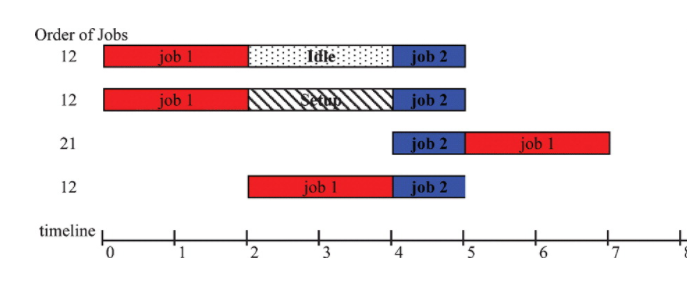 Order of Jobs
12 job 1 Idle job 2
12 job 1 Setup job 2
21 job 2 job 1
12 job 1 job 2
timeline
0 1 2 3 4 5 6 7 8